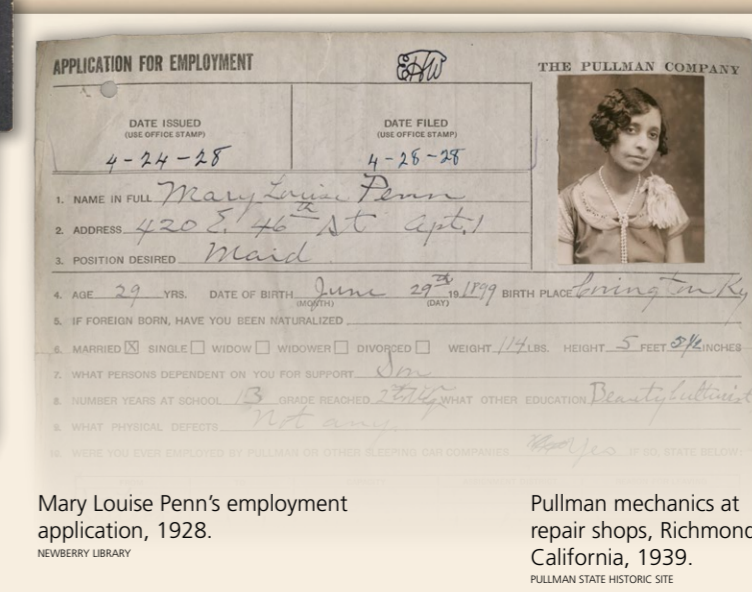 APPLICATION FOR EMPLOYMENT
EHW
THE PULLMAN COMPANY
DATE ISSUED
(USE OFFICE STAMP)
4-24-28
DATE FILED
(USE OFFICE STAMP)
4-28-28
1. NAME IN FULL Mary Louise Penn
2. ADDRESS 420 E. 46th St Apt. 1
3. POSITION DESIRED Maid
4. AGE 29 YRS. DATE OF BIRTH June 29th 1899 BIRTH PLACE Covington Ky
(MONTH) (DAY)
5. IF FOREIGN BORN, HAVE YOU BEEN NATURALIZED
6. MARRIED X SINGLE WIDOW WIDOWER DIVORCED WEIGHT 114 LBS. HEIGHT 5 FEET 5½ INCHES
7. WHAT PERSONS DEPENDENT ON YOU FOR SUPPORT Son
8. NUMBER YEARS AT SCHOOL 13 GRADE REACHED WHAT OTHER EDUCATION Beauty Culturist
9. WHAT PHYSICAL DEFECTS Not any
10. WERE YOU EVER EMPLOYED BY PULLMAN OR OTHER SLEEPING CAR COMPANIES Yes IF SO, STATE BELOW:
Mary Louise Penn's employment
application, 1928.
NEWBERRY LIBRARY
Pullman mechanics at
repair shops, Richmond
California, 1939.
PULLMAN STATE HISTORIC SITE